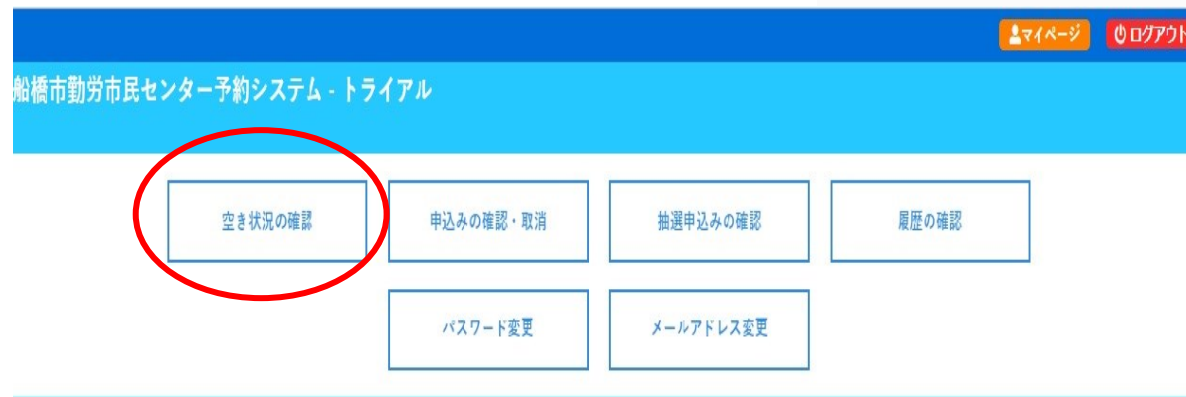 マイページ ログアウト
船橋市勤労市民センター予約システム - トライアル
空き状況の確認 申込みの確認・取消 抽選申込みの確認 履歴の確認
パスワード変更 メールアドレス変更